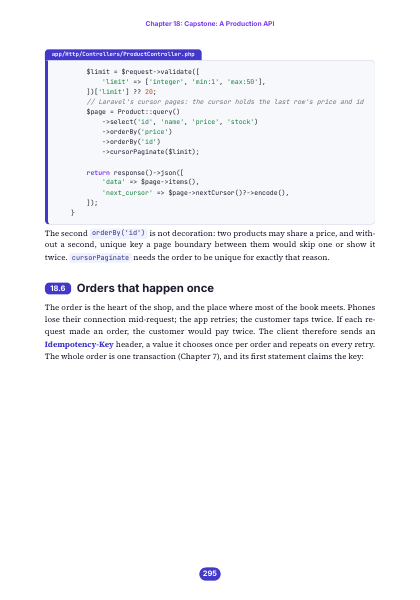 Chapter 18: Capstone: A Production API
app/Http/Controllers/ProductController.php
$limit = $request->validate([
'limit' => ['integer', 'min:1', 'max:50'],
])['limit'] ?? 20;
// Laravel's cursor pages: the cursor holds the last row's price and id
$page = Product::query()
->select('id', 'name', 'price', 'stock')
->orderBy('price')
->orderBy('id')
->cursorPaginate($limit);
return response()->json([
'data' => $page->items(),
'next_cursor' => $page->nextCursor()?->encode(),
]);
}
The second orderBy('id') is not decoration: two products may share a price, and with-
out a second, unique key a page boundary between them would skip one or show it
twice. cursorPaginate needs the order to be unique for exactly that reason.
18.6 Orders that happen once
The order is the heart of the shop, and the place where most of the book meets. Phones
lose their connection mid-request; the app retries; the customer taps twice. If each re-
quest made an order, the customer would pay twice. The client therefore sends an
Idempotency-Key header, a value it chooses once per order and repeats on every retry.
The whole order is one transaction (Chapter 7), and its first statement claims the key:
295